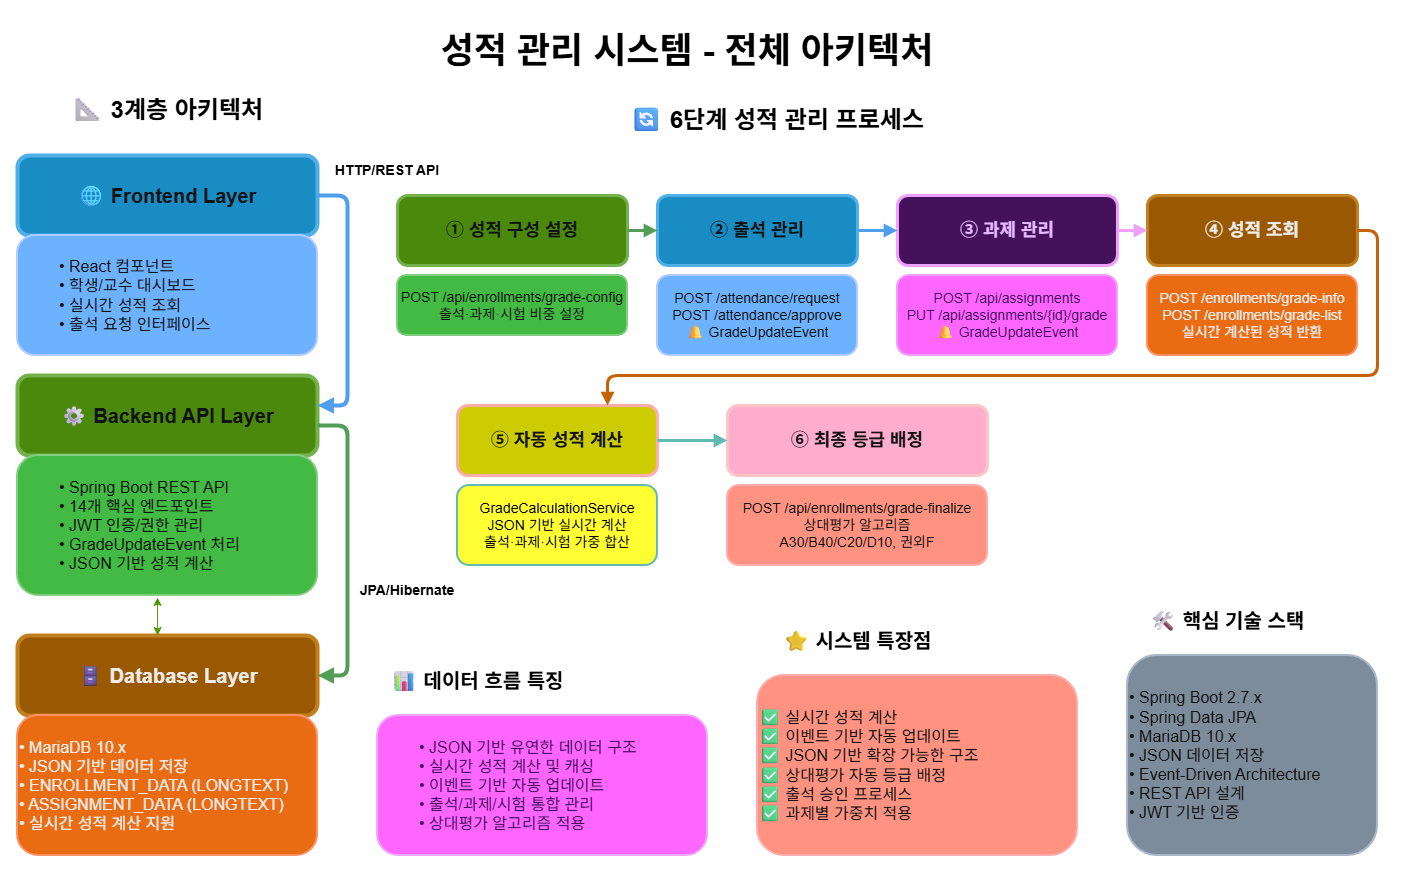 성적 관리 시스템 - 전체 아키텍처
3계층 아키텍처
6단계 성적 관리 프로세스
HTTP/REST API
Frontend Layer
• React 컴포넌트
• 학생/교수 대시보드
• 실시간 성적 조회
• 출석 요청 인터페이스
Backend API Layer
• Spring Boot REST API
• 14개 핵심 엔드포인트
• JWT 인증/권한 관리
• GradeUpdateEvent 처리
• JSON 기반 성적 계산
JPA/Hibernate
Database Layer
• MariaDB 10.x
• JSON 기반 데이터 저장
• ENROLLMENT_DATA (LONGTEXT)
• ASSIGNMENT_DATA (LONGTEXT)
• 실시간 성적 계산 지원
① 성적 구성 설정
POST /api/enrollments/grade-config
출석·과제·시험 비중 설정
② 출석 관리
POST /attendance/request
POST /attendance/approve
🔔 GradeUpdateEvent
③ 과제 관리
POST /api/assignments
PUT /api/assignments/{id}/grade
🔔 GradeUpdateEvent
④ 성적 조회
POST /enrollments/grade-info
POST /enrollments/grade-list
실시간 계산된 성적 반환
⑤ 자동 성적 계산
GradeCalculationService
JSON 기반 실시간 계산
출석·과제·시험 가중 합산
⑥ 최종 등급 배정
POST /api/enrollments/grade-finalize
상대평가 알고리즘
A30/B40/C20/D10, 권외F
데이터 흐름 특징
• JSON 기반 유연한 데이터 구조
• 실시간 성적 계산 및 캐싱
• 이벤트 기반 자동 업데이트
• 출석/과제/시험 통합 관리
• 상대평가 알고리즘 적용
시스템 특장점
✅ 실시간 성적 계산
✅ 이벤트 기반 자동 업데이트
✅ JSON 기반 확장 가능한 구조
✅ 상대평가 자동 등급 배정
✅ 출석 승인 프로세스
✅ 과제별 가중치 적용
핵심 기술 스택
• Spring Boot 2.7.x
• Spring Data JPA
• MariaDB 10.x
• JSON 데이터 저장
• Event-Driven Architecture
• REST API 설계
• JWT 기반 인증